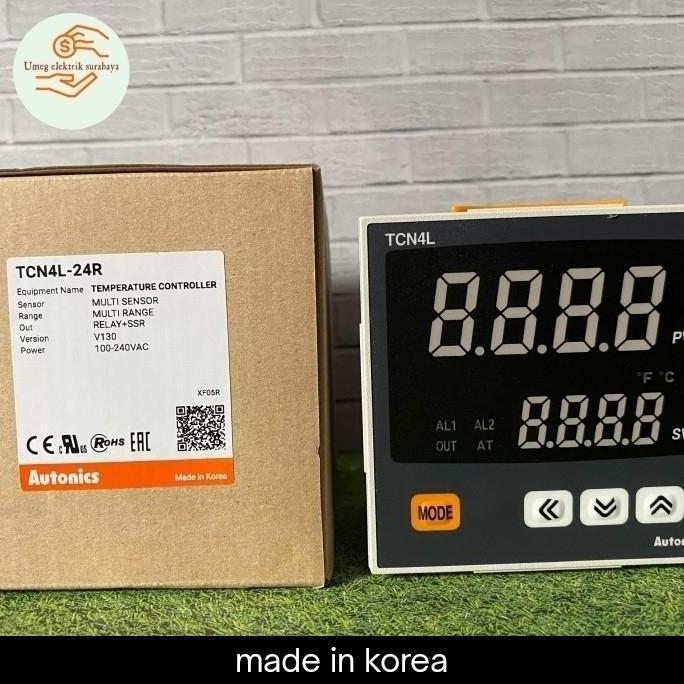 Umeg elektrik surabaya
TCN4L-24R
Equipment Name TEMPERATURE CONTROLLER
Sensor MULTI SENSOR
Range MULTI RANGE
Out RELAY+SSR
Version V130
Power 100-240VAC
XF05R
CE c us RoHS EAC
Autonics Made in Korea
TCN4L
8.8.8.8
PV
°F °C
AL1 AL2
OUT AT
8.8.8.8
SV
MODE
made in korea